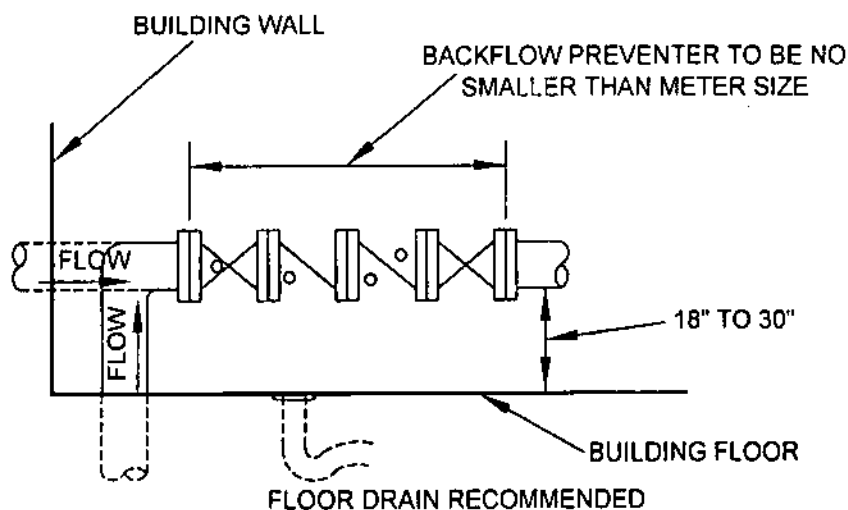 BUILDING WALL
BACKFLOW PREVENTER TO BE NO
SMALLER THAN METER SIZE
FLOW
FLOW
18" TO 30"
BUILDING FLOOR
FLOOR DRAIN RECOMMENDED